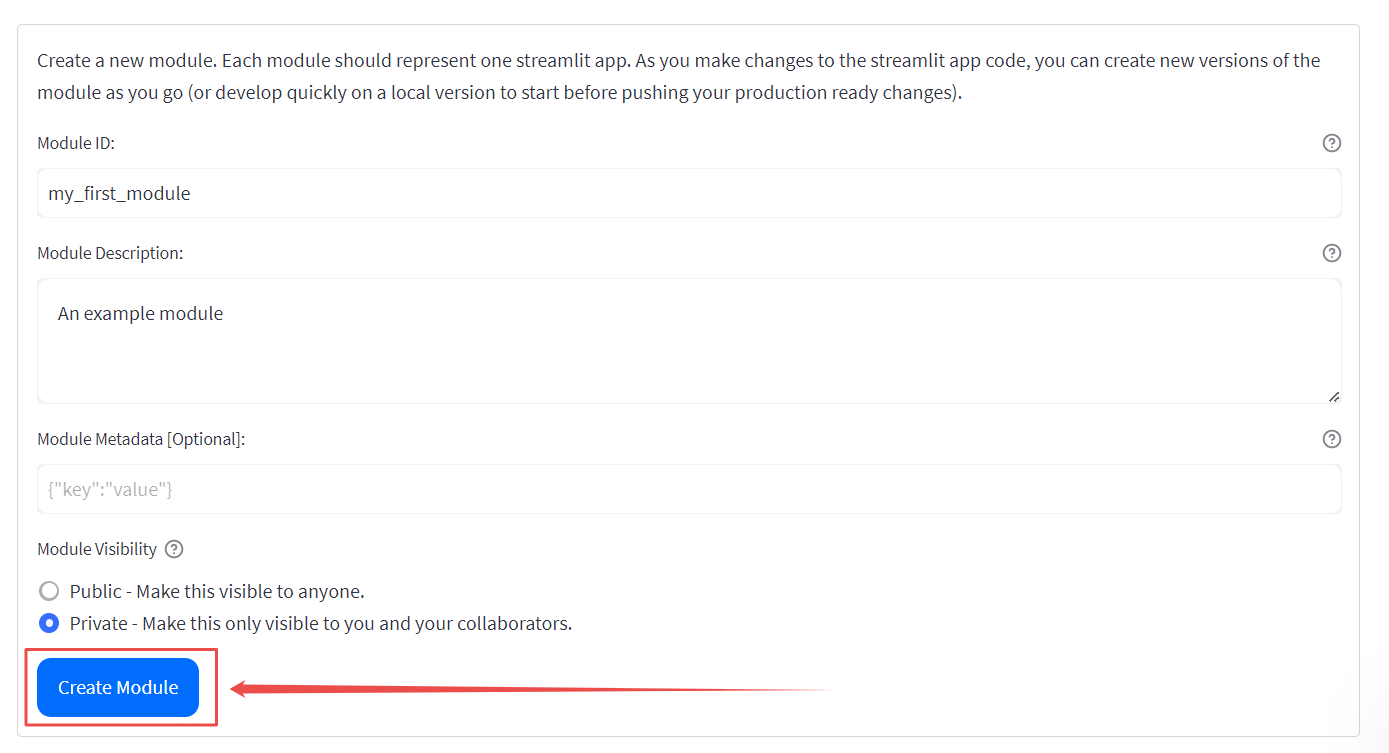 Create a new module. Each module should represent one streamlit app. As you make changes to the streamlit app code, you can create new versions of the
module as you go (or develop quickly on a local version to start before pushing your production ready changes).
Module ID:
my_first_module
Module Description:
An example module
Module Metadata [Optional]:
{"key":"value"}
Module Visibility
Public - Make this visible to anyone.
Private - Make this only visible to you and your collaborators.
Create Module